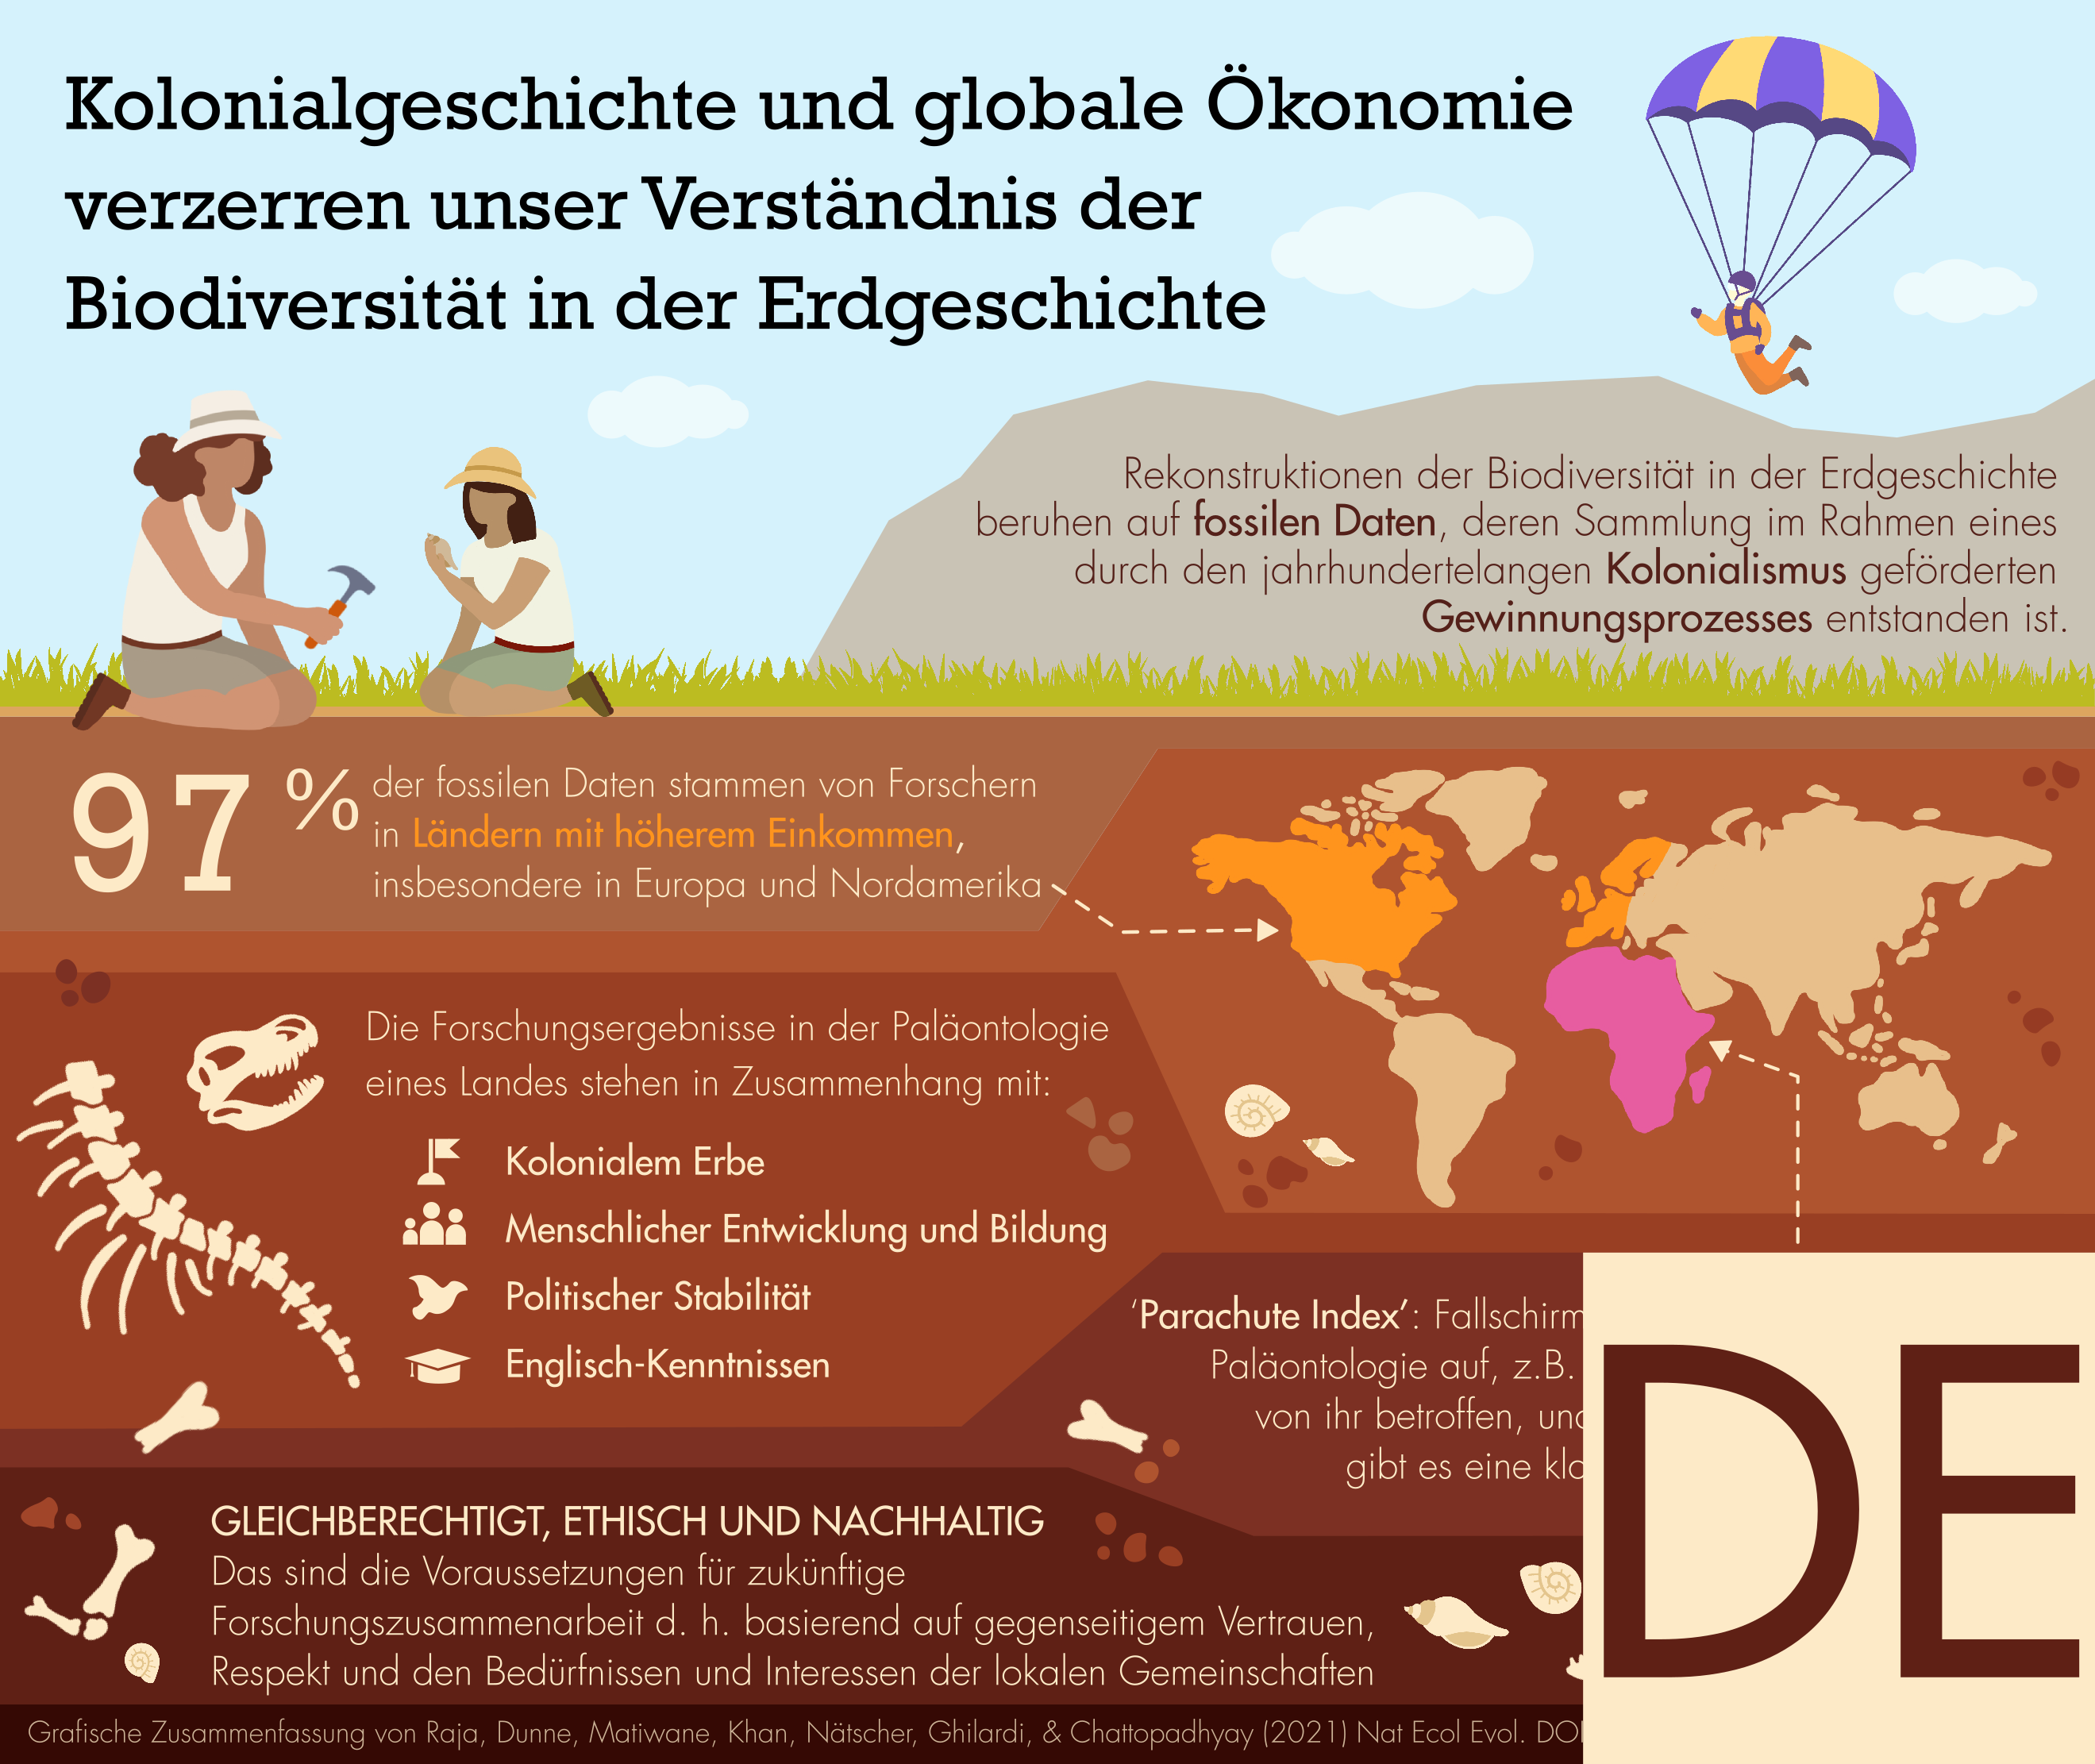 Kolonialgeschichte und globale Ökonomie
verzerren unser Verständnis der
Biodiversität in der Erdgeschichte
Rekonstruktionen der Biodiversität in der Erdgeschichte
beruhen auf fossilen Daten, deren Sammlung im Rahmen eines
durch den jahrhundertelangen Kolonialismus geförderten
Gewinnungsprozesses entstanden ist.
97 % der fossilen Daten stammen von Forschern
in Ländern mit höherem Einkommen,
insbesondere in Europa und Nordamerika
Die Forschungsergebnisse in der Paläontologie
eines Landes stehen in Zusammenhang mit:
Kolonialem Erbe
Menschlicher Entwicklung und Bildung
Politischer Stabilität
Englisch-Kenntnissen
‘Parachute Index’: Fallschirm
Paläontologie auf, z.B.
von ihr betroffen,
gibt es eine
DE
GLEICHBERECHTIGT, ETHISCH UND NACHHALTIG
Das sind die Voraussetzungen für zukünftige
Forschungszusammenarbeit d. h. basierend auf gegenseitigem Vertrauen,
Respekt und den Bedürfnissen und Interessen der lokalen Gemeinschaften
Grafische Zusammenfassung von Raja, Dunne, Matiwane, Khan, Nätscher, Ghilardi, & Chattopadhyay (2021) Nat Ecol Evol. DOI